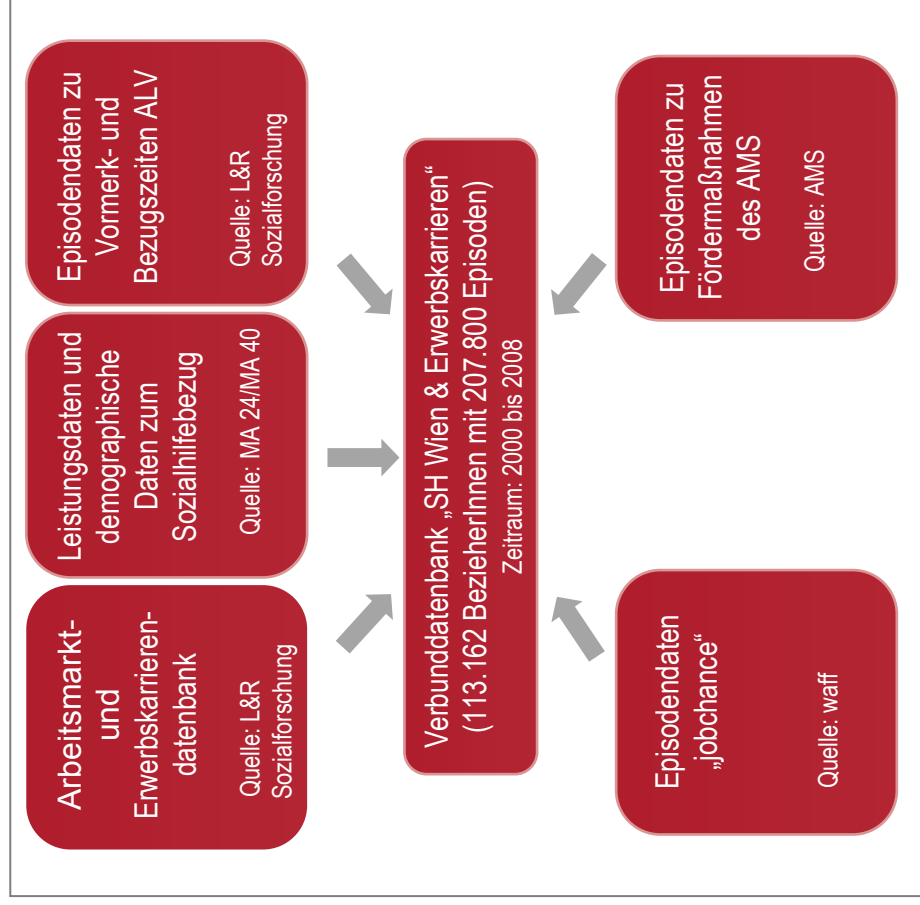 Arbeitsmarkt-
und
Erwerbskarrieren-
datenbank
Quelle: L&R
Sozialforschung
Leistungsdaten und
demographische
Daten zum
Sozialhilfebezug
Quelle: MA 24/MA 40
Episodendaten zu
Vormerk- und
Bezugszeiten ALV
Quelle: L&R
Sozialforschung
Verbunddatenbank „SH Wien & Erwerbskarrieren“
(113.162 BezieherInnen mit 207.800 Episoden)
Zeitraum: 2000 bis 2008
Episodendaten
„jobchance“
Quelle: waff
Episodendaten zu
Fördermaßnahmen
des AMS
Quelle: AMS